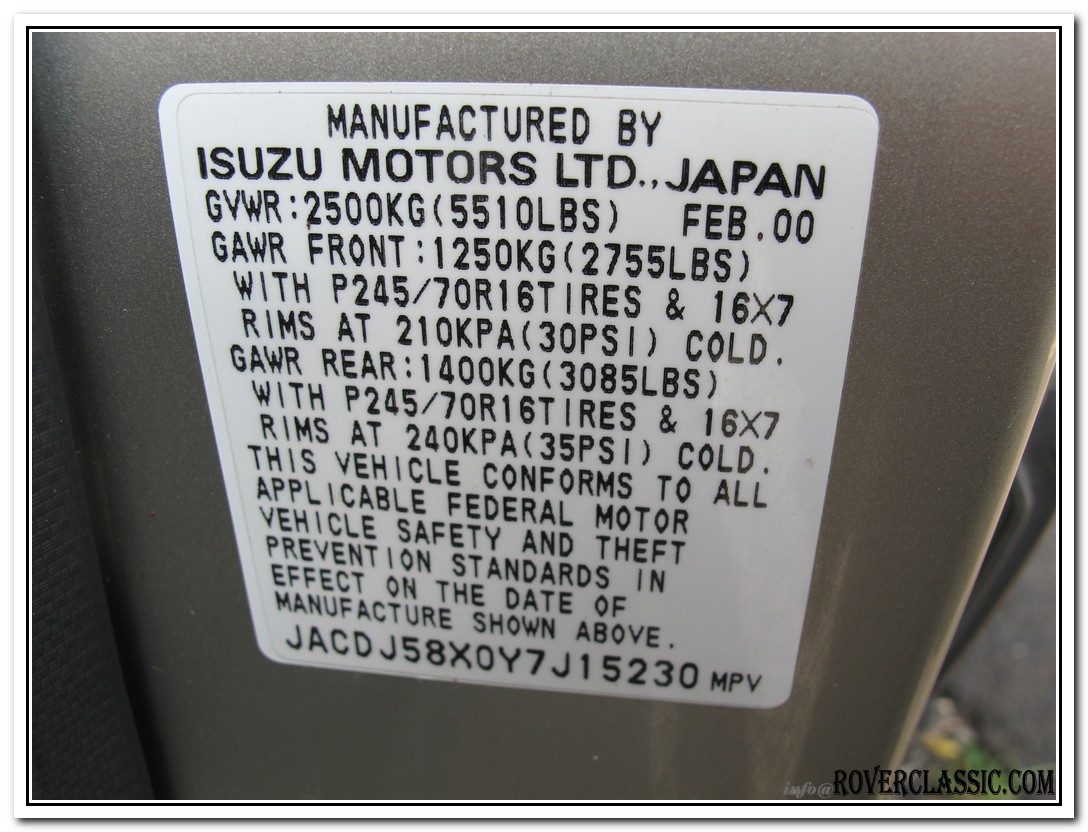 MANUFACTURED BY
ISUZU MOTORS LTD., JAPAN
GVWR:2500KG(5510LBS) FEB.00
GAWR FRONT:1250KG(2755LBS)
WITH P245/70R16TIRES & 16X7
RIMS AT 210KPA(30PSI) COLD.
GAWR REAR:1400KG(3085LBS)
WITH P245/70R16TIRES & 16X7
RIMS AT 240KPA(35PSI) COLD.
THIS VEHICLE CONFORMS TO ALL
APPLICABLE FEDERAL MOTOR
VEHICLE SAFETY AND THEFT
PREVENTION STANDARDS IN
EFFECT ON THE DATE OF
MANUFACTURE SHOWN ABOVE.
JACDJ58X0Y7J15230 MPV
info@ROVERCLASSIC.COM